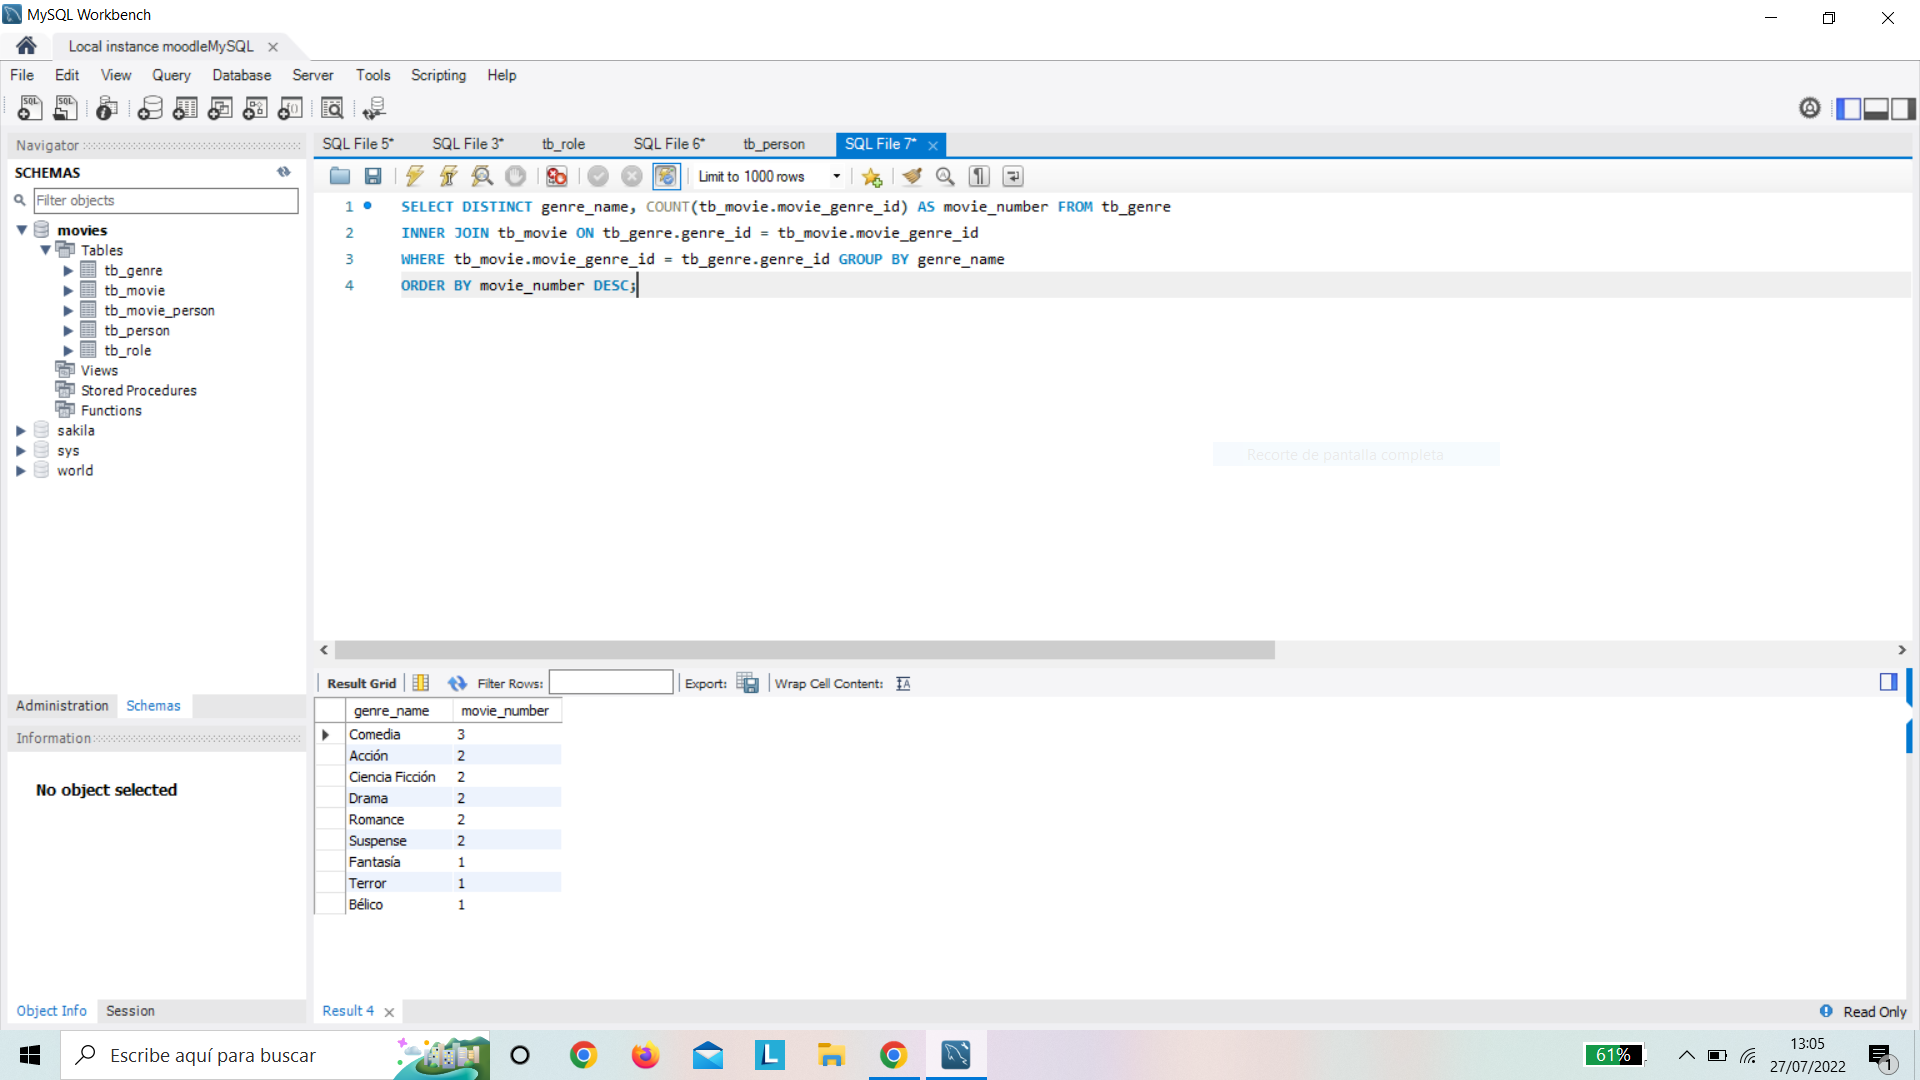 MySQL Workbench
Local instance moodleMySQL
File Edit View Query Database Server Tools Scripting Help
Navigator
SCHEMAS
Filter objects
movies
Tables
tb_genre
tb_movie
tb_movie_person
tb_person
tb_role
Views
Stored Procedures
Functions
sakila
sys
world
Administration Schemas
Information
No object selected
Object Info Session
SQL File 5* SQL File 3* tb_role SQL File 6* tb_person SQL File 7*
Limit to 1000 rows
1 SELECT DISTINCT genre_name, COUNT(tb_movie.movie_genre_id) AS movie_number FROM tb_genre
2 INNER JOIN tb_movie ON tb_genre.genre_id = tb_movie.movie_genre_id
3 WHERE tb_movie.movie_genre_id = tb_genre.genre_id GROUP BY genre_name
4 ORDER BY movie_number DESC;
Recorte de pantalla completa
Result Grid Filter Rows: Export: Wrap Cell Content:
genre_name movie_number
Comedia 3
Acción 2
Ciencia Ficción 2
Drama 2
Romance 2
Suspense 2
Fantasía 1
Terror 1
Bélico 1
Result 4
Read Only
Escribe aquí para buscar
61%
13:05
27/07/2022
1